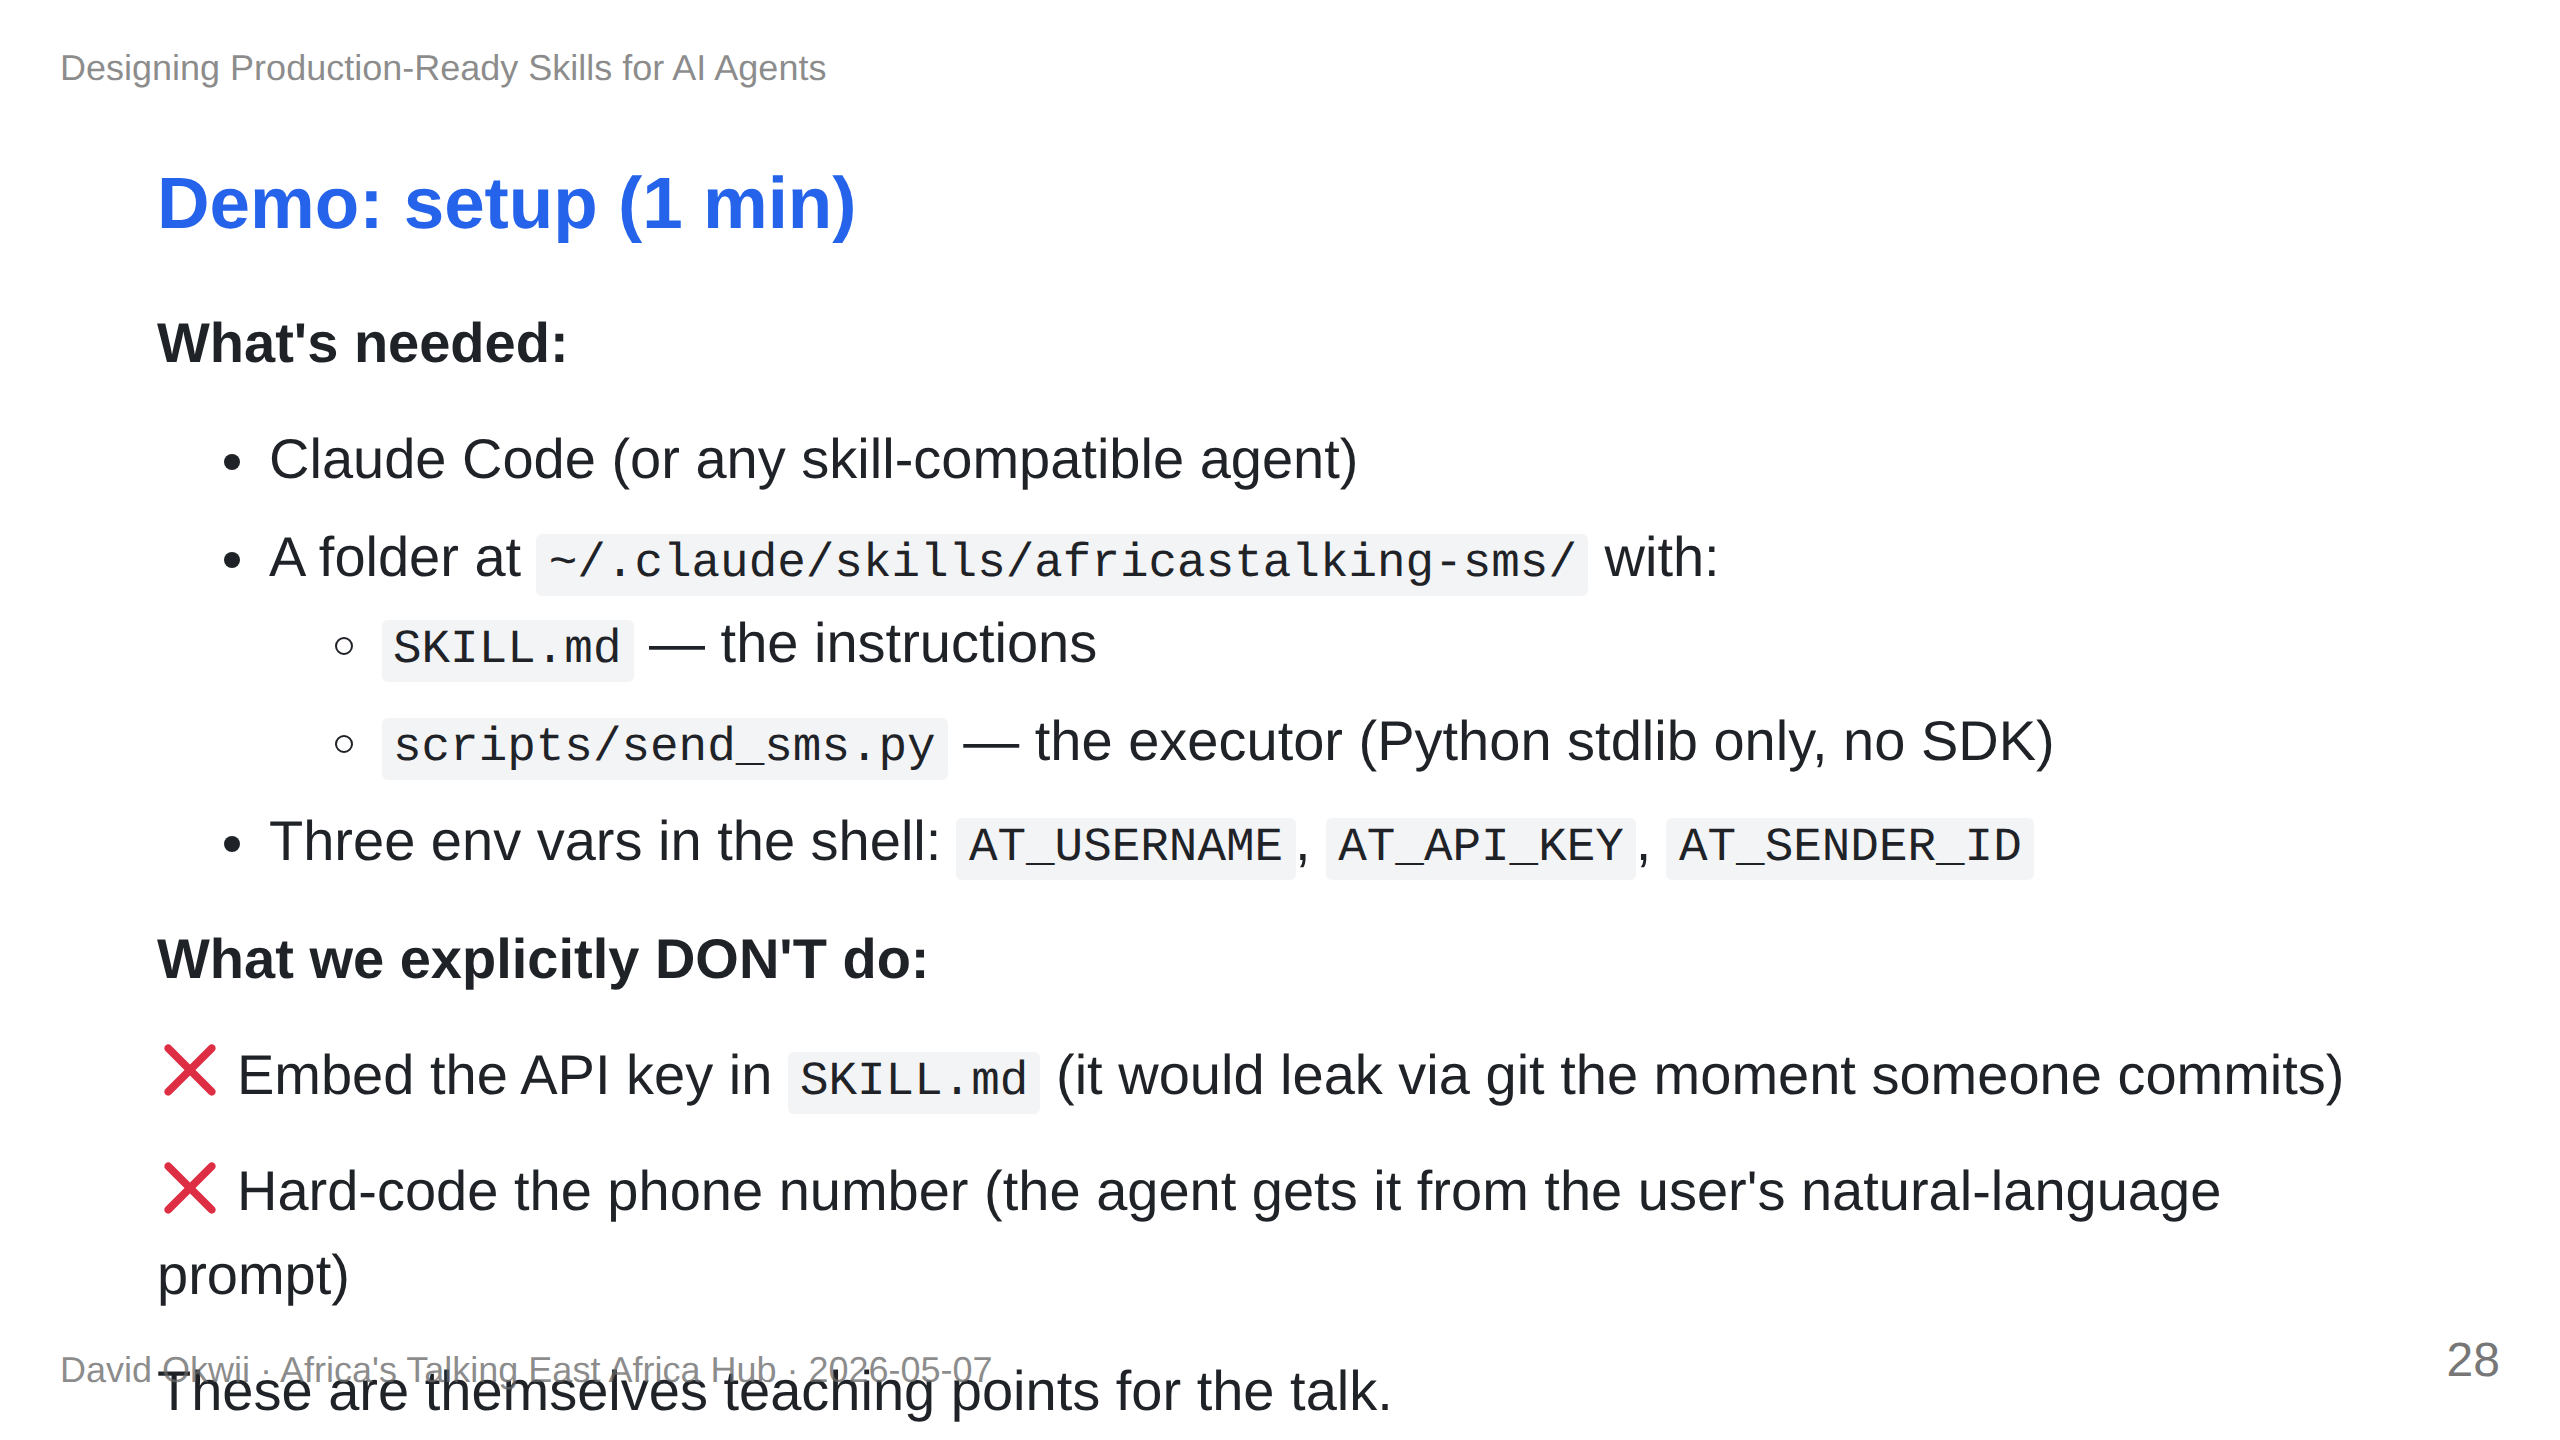 Designing Production-Ready Skills for AI Agents
Demo: setup (1 min)
What's needed:
• Claude Code (or any skill-compatible agent)
• A folder at ~/.claude/skills/africastalking-sms/ with:
○ SKILL.md — the instructions
○ scripts/send_sms.py — the executor (Python stdlib only, no SDK)
• Three env vars in the shell: AT_USERNAME, AT_API_KEY, AT_SENDER_ID
What we explicitly DON'T do:
❌ Embed the API key in SKILL.md (it would leak via git the moment someone commits)
❌ Hard-code the phone number (the agent gets it from the user's natural-language
prompt)
These are themselves teaching points for the talk.
David Okwii · Africa's Talking East Africa Hub · 2026-05-07
28